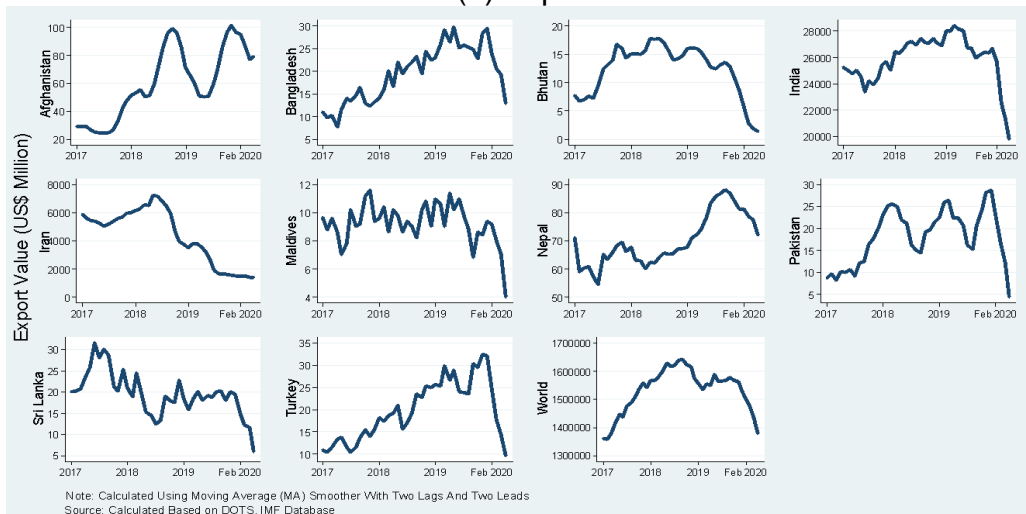 Export Value (US$ Million)
Afghanistan
100
80
60
40
20
2017 2018 2019 Feb 2020
Bangladesh
30
25
20
15
10
5
2017 2018 2019 Feb 2020
Bhutan
20
15
10
5
0
2017 2018 2019 Feb 2020
India
28000
26000
24000
22000
20000
2017 2018 2019 Feb 2020
Iran
8000
6000
4000
2000
0
2017 2018 2019 Feb 2020
Maldives
12
10
8
6
4
2017 2018 2019 Feb 2020
Nepal
90
80
70
60
50
2017 2018 2019 Feb 2020
Pakistan
30
25
20
15
10
5
2017 2018 2019 Feb 2020
Sri Lanka
30
25
20
15
10
5
2017 2018 2019 Feb 2020
Turkey
35
30
25
20
15
10
2017 2018 2019 Feb 2020
World
1700000
1600000
1500000
1400000
1300000
2017 2018 2019 Feb 2020
Note: Calculated Using Moving Average (MA) Smoother With Two Lags And Two Leads
Source: Calculated Based on DOTS, IMF Database